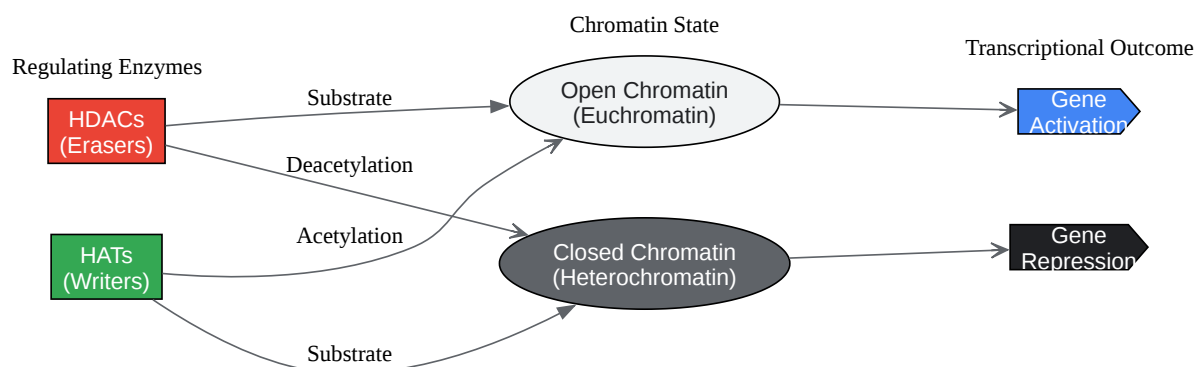 Chromatin State
Transcriptional Outcome
Regulating Enzymes
HDACs
(Erasers)
Substrate
Open Chromatin
(Euchromatin)
Gene
Activation
Deacetylation
HATs
(Writers)
Acetylation
Closed Chromatin
(Heterochromatin)
Gene
Repression
Substrate